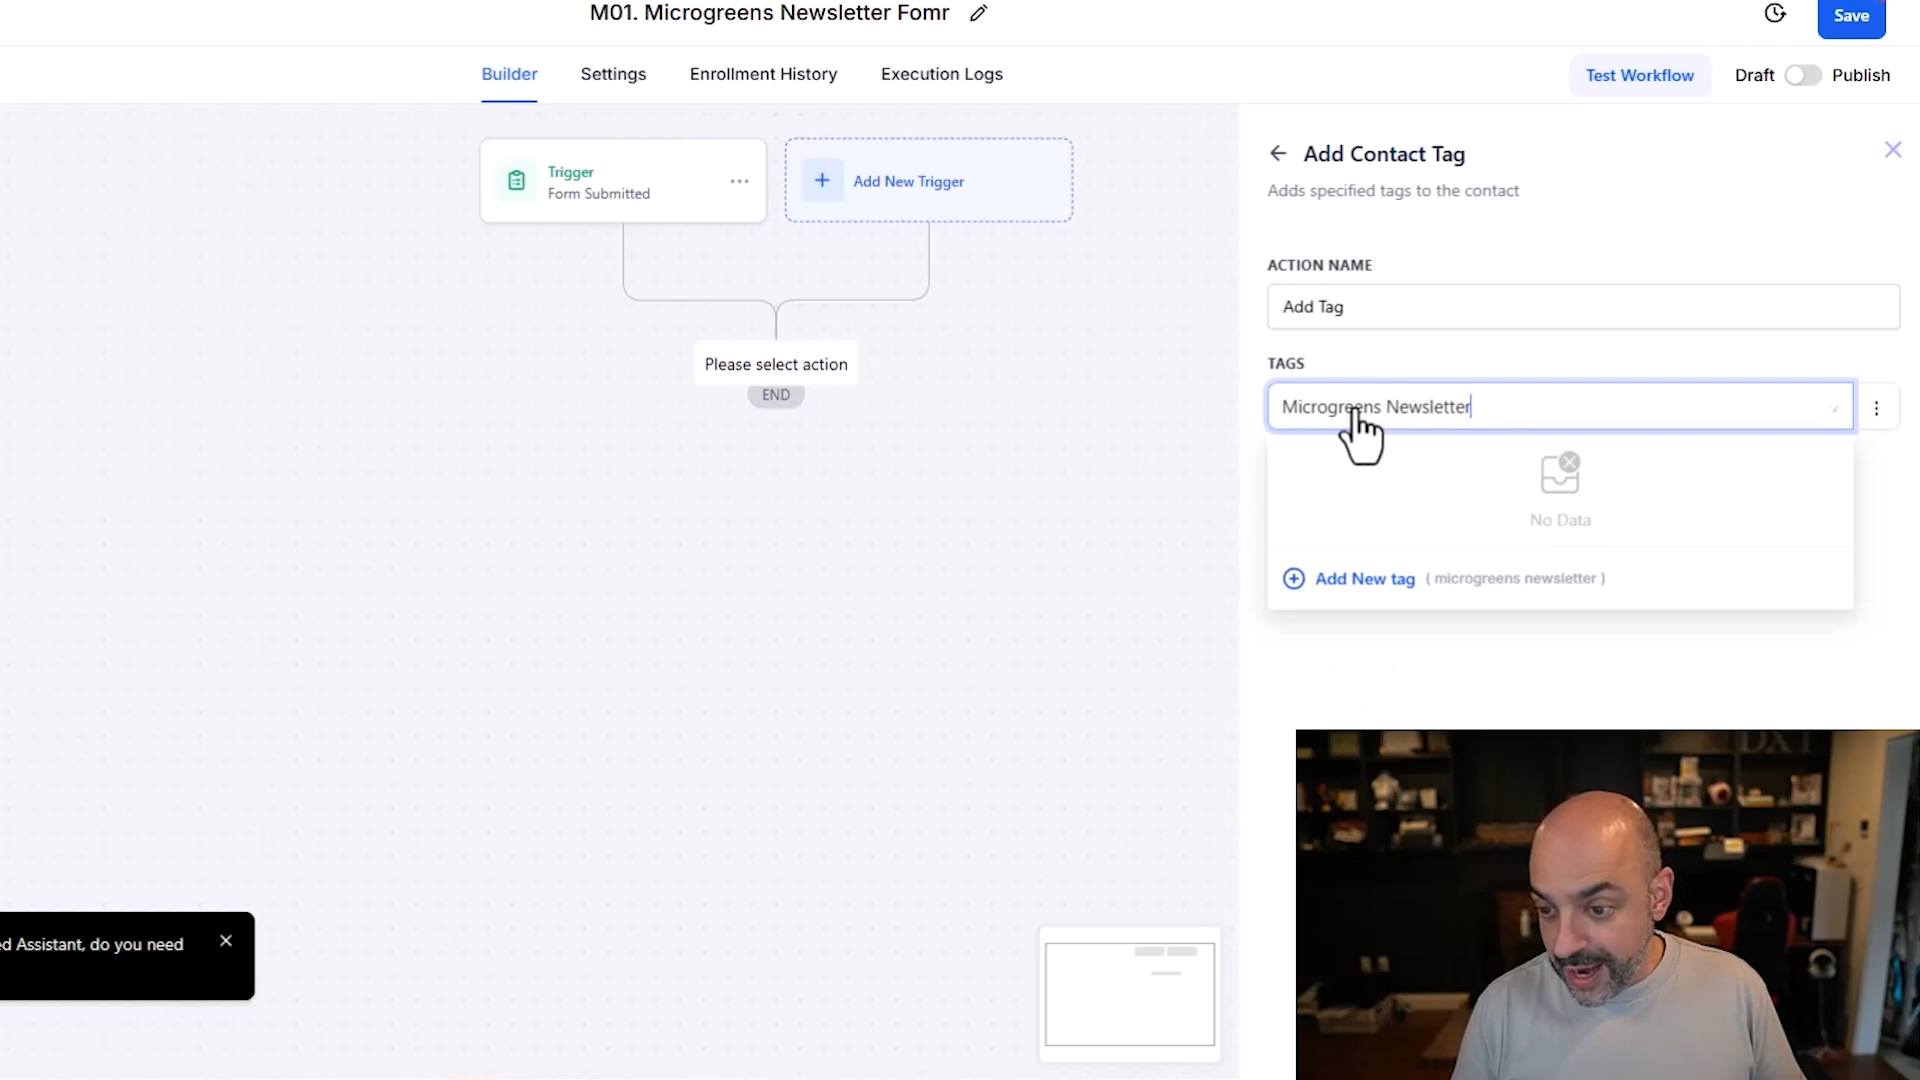 M01. Microgreens Newsletter Fomr
Save
Builder
Settings
Enrollment History
Execution Logs
Test Workflow
Draft
Publish
Trigger
Form Submitted
Add New Trigger
Please select action
END
Add Contact Tag
Adds specified tags to the contact
ACTION NAME
Add Tag
TAGS
Microgreens Newsletter
No Data
Add New tag ( microgreens newsletter )
ed Assistant, do you need